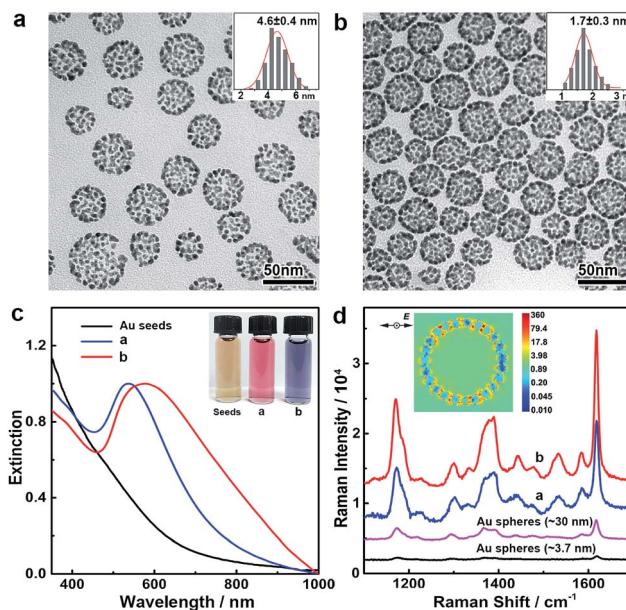 a
4.6±0.4 nm
2 4 6 nm
50nm
b
1.7±0.3 nm
1 2 3 nm
50nm
c
Au seeds
a
b
Seeds a b
1.2
0.8
0.4
0.0
Extinction
400 600 800 1000
Wavelength / nm
d
E
360
79.4
17.8
3.98
0.89
0.20
0.045
0.010
b
a
Au spheres (~30 nm)
Au spheres (~3.7 nm)
4
3
2
1
0
Raman Intensity / 10⁴
1200 1400 1600
Raman Shift / cm⁻¹